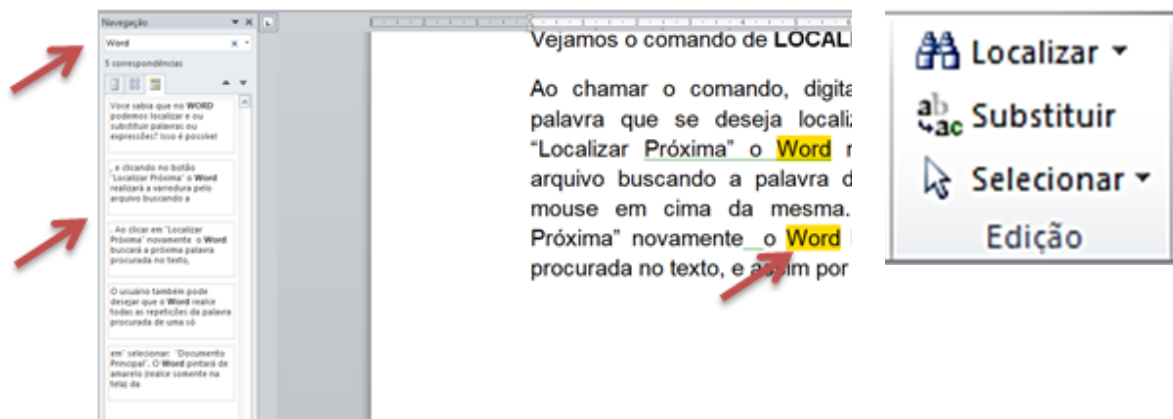 Navegação
Word
5 correspondências
Voce sabia que no WORD
podemos localizar e ou
substituir palavras ou
expressões? Isso é possível
, e clicando no botão
"Localizar Próxima" o Word
realizará a varredura pelo
arquivo buscando a
. Ao clicar em "Localizar
Próxima" novamente o Word
buscará a próxima palavra
procurada no texto,
O usuário também pode
desejar que o Word realce
todas as repetições da palavra
procurada de uma só
em" selecionar: "Documento
Principal". O Word pintará de
amarelo (realce somente na
tela) da
Vejamos o comando de LOCALI
Ao chamar o comando, digita
palavra que se deseja locali
"Localizar Próxima" o Word
arquivo buscando a palavra d
mouse em cima da mesma.
Próxima" novamente o Word
procurada no texto, e assim por
Localizar
ab
ac Substituir
Selecionar
Edição